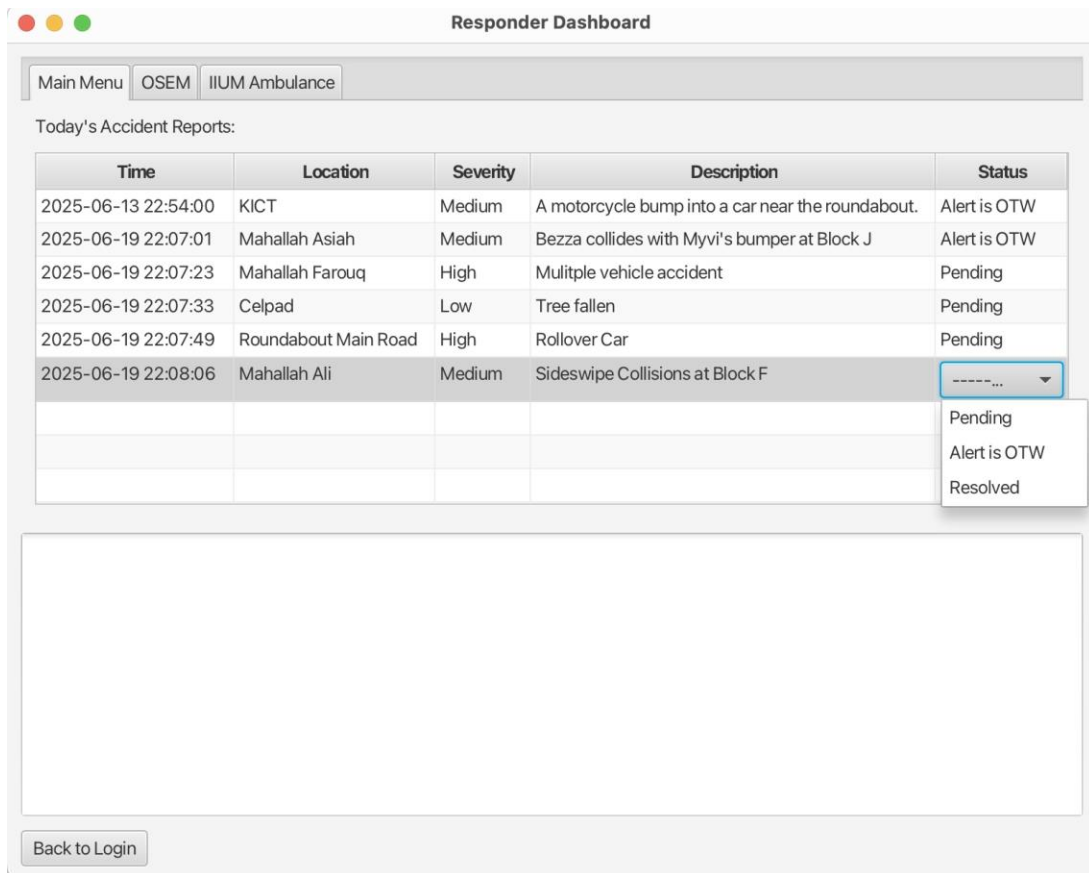 Responder Dashboard
Main Menu OSEM IIUM Ambulance
Today's Accident Reports:
Time Location Severity Description Status
2025-06-13 22:54:00 KICT Medium A motorcycle bump into a car near the roundabout. Alert is OTW
2025-06-19 22:07:01 Mahallah Asiah Medium Bezza collides with Myvi's bumper at Block J Alert is OTW
2025-06-19 22:07:23 Mahallah Farouq High Mulitple vehicle accident Pending
2025-06-19 22:07:33 Celpad Low Tree fallen Pending
2025-06-19 22:07:49 Roundabout Main Road High Rollover Car Pending
2025-06-19 22:08:06 Mahallah Ali Medium Sideswipe Collisions at Block F -----...
Pending
Alert is OTW
Resolved
Back to Login